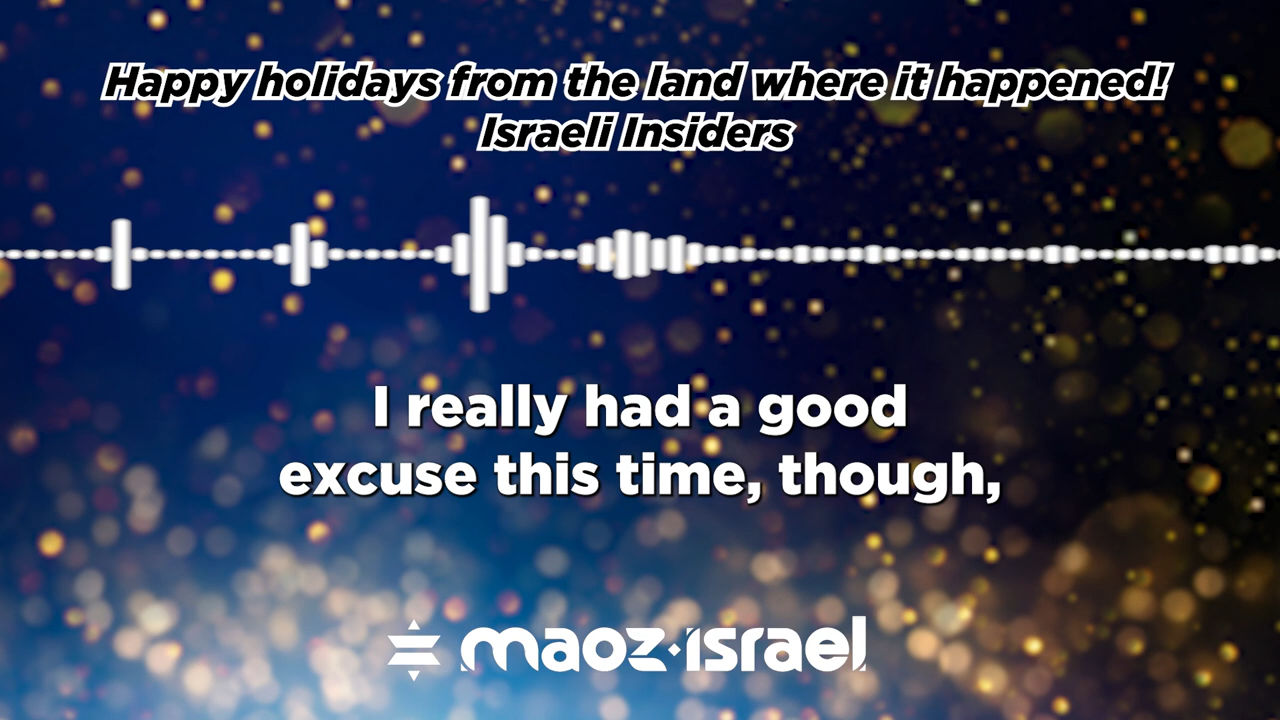 Happy holidays from the land where it happened!
Israeli Insiders
I really had a good
excuse this time, though,
maoz·israel